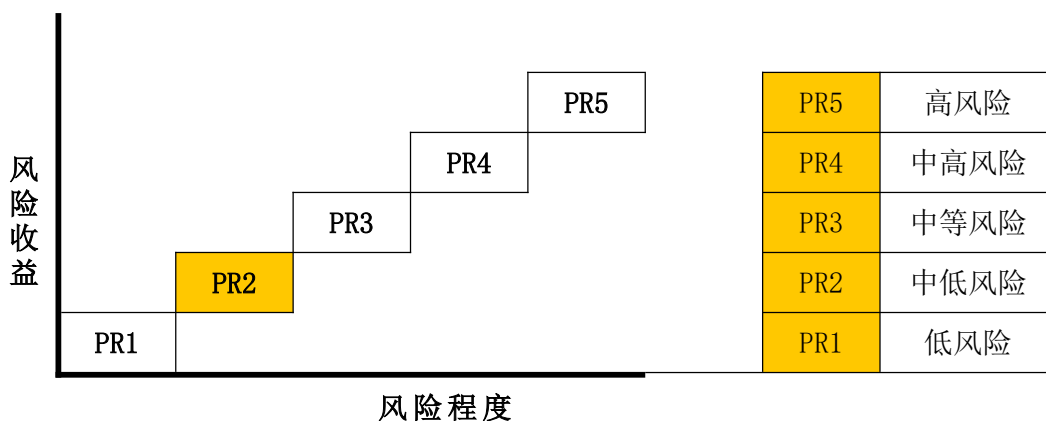 风险收益
PR5
PR4
PR3
PR2
PR1
风险程度
PR5 高风险
PR4 中高风险
PR3 中等风险
PR2 中低风险
PR1 低风险